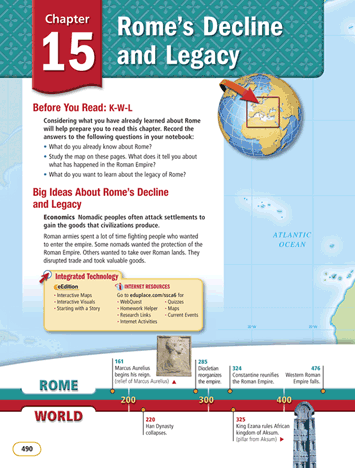 Chapter
15
Rome's Decline
and Legacy
Before You Read: K-W-L
Considering what you have already learned about Rome
will help prepare you to read this chapter. Record the
answers to the following questions in your notebook:
• What do you already know about Rome?
• Study the map on these pages. What does it tell you about
what has happened in the Roman Empire?
• What do you want to learn about the legacy of Rome?
Big Ideas About Rome's Decline
and Legacy
Economics Nomadic peoples often attack settlements to
gain the goods that civilizations produce.
Roman armies spent a lot of time fighting people who wanted
to enter the empire. Some nomads wanted the protection of the
Roman Empire. Others wanted to take over Roman lands. They
disrupted trade and took valuable goods.
Integrated Technology
eEdition
• Interactive Maps
• Interactive Visuals
• Starting with a Story
INTERNET RESOURCES
Go to eduplace.com/ssca6 for
• WebQuest
• Homework Helper
• Research Links
• Internet Activities
• Quizzes
• Maps
• Current Events
ATLANTIC
OCEAN
161
Marcus Aurelius
begins his reign.
(relief of Marcus Aurelius)
285
Diocletian
reorganizes
the empire.
324
Constantine reunifies
the Roman Empire.
476
Western Roman
Empire falls.
ROME
200
300
400
WORLD
220
Han Dynasty
collapses.
325
King Ezana rules African
kingdom of Aksum.
(pillar from Aksum)
490